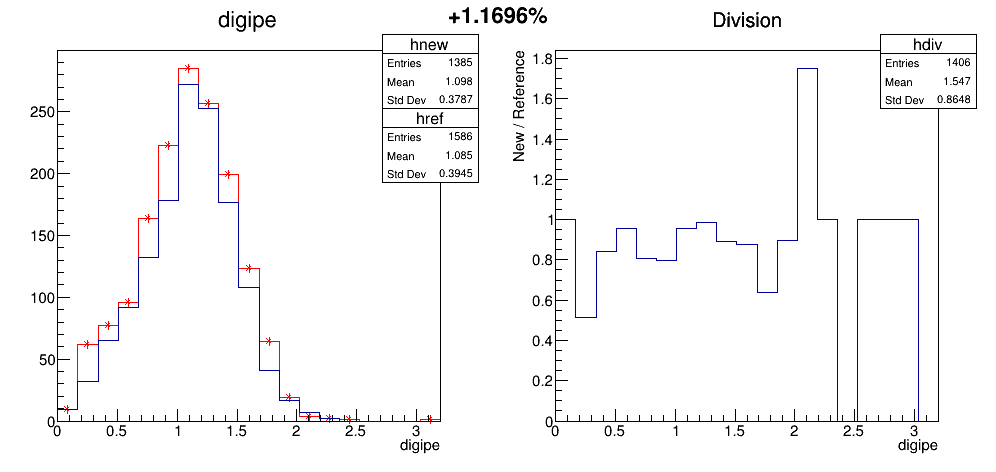 +1.1696%
digipe
hnew
Entries 1385
Mean 1.098
Std Dev 0.3787
href
Entries 1586
Mean 1.085
Std Dev 0.3945
250
200
150
100
50
0
0 0.5 1 1.5 2 2.5 3
digipe
Division
hdiv
Entries 1406
Mean 1.547
Std Dev 0.8648
New / Reference
1.8
1.6
1.4
1.2
1
0.8
0.6
0.4
0.2
0
0 0.5 1 1.5 2 2.5 3
digipe